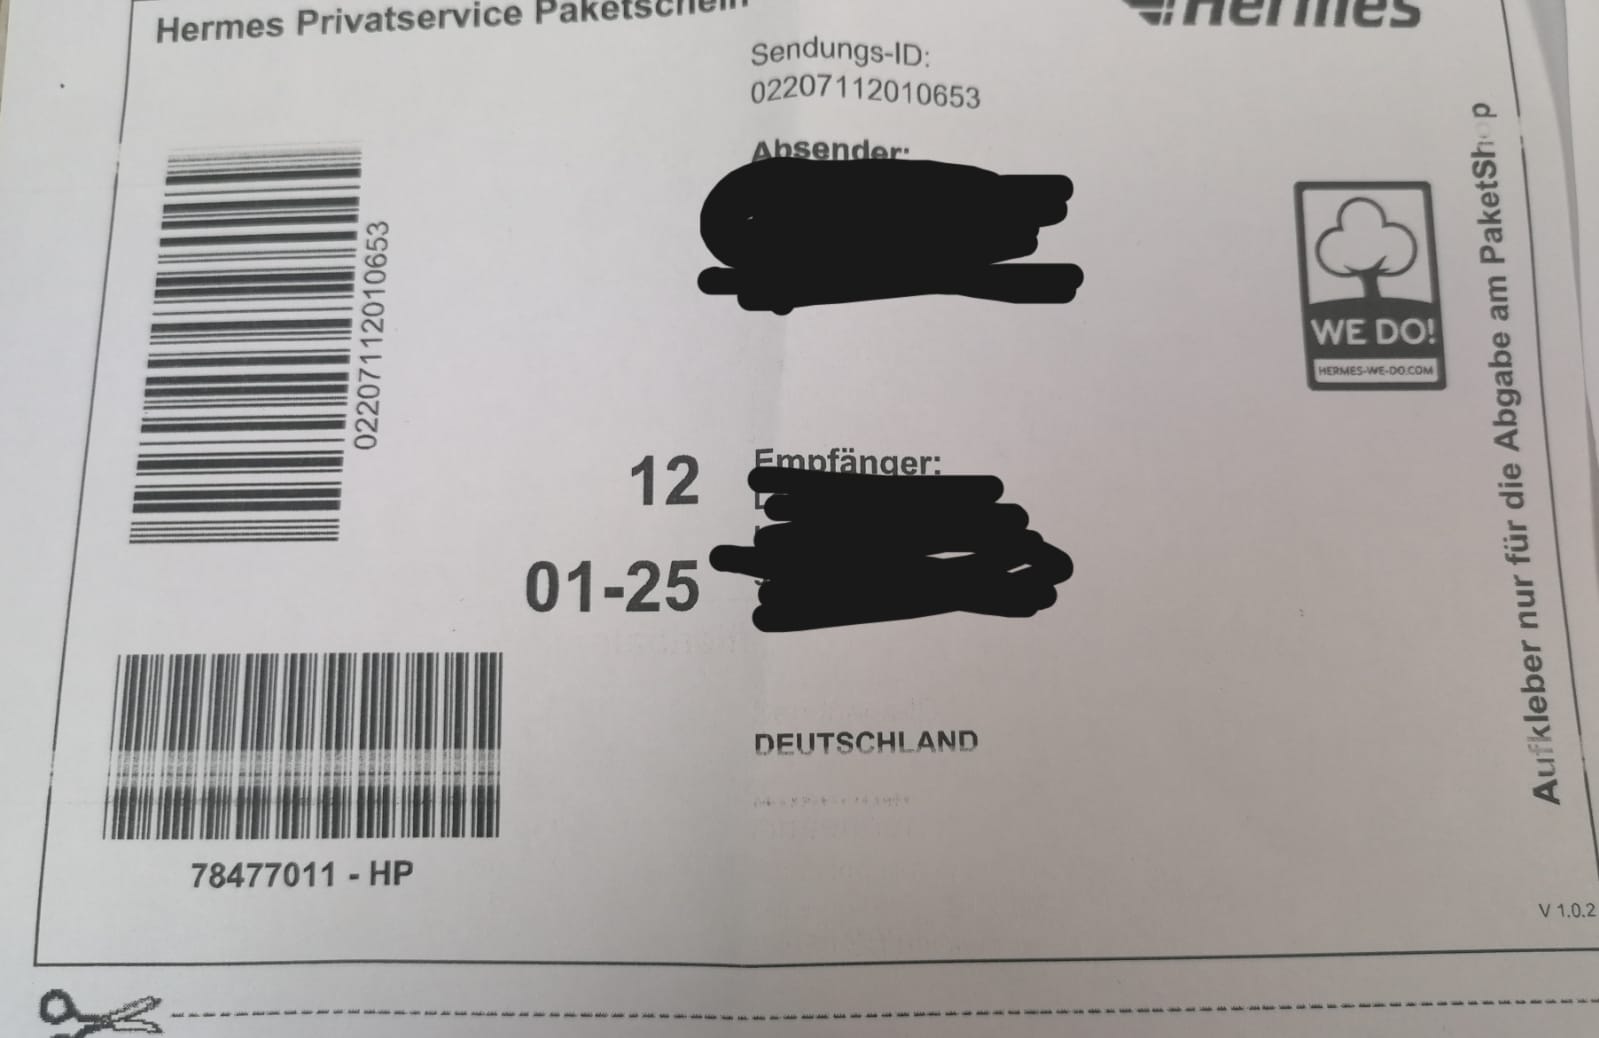 Hermes Privatservice Paketschein
Hermes
Sendungs-ID:
02207112010653
Absender:
02207112010653
WE DO!
HERMES-WE-DO.COM
Aufkleber nur für die Abgabe am PaketShop
12
Empfänger:
01-25
DEUTSCHLAND
78477011 - HP
V 1.0.2